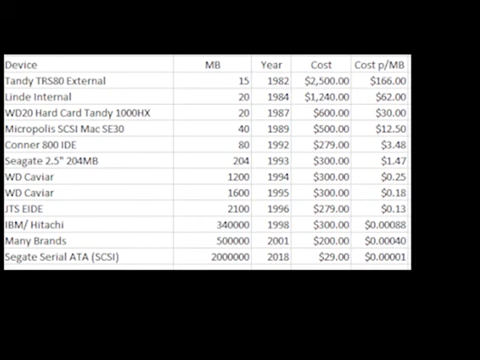 Device MB Year Cost Cost p/MB
Tandy TRS80 External 15 1982 $2,500.00 $166.00
Linde Internal 20 1984 $1,240.00 $62.00
WD20 Hard Card Tandy 1000HX 20 1987 $600.00 $30.00
Micropolis SCSI Mac SE30 40 1989 $500.00 $12.50
Conner 800 IDE 80 1992 $279.00 $3.48
Seagate 2.5" 204MB 204 1993 $300.00 $1.47
WD Caviar 1200 1994 $300.00 $0.25
WD Caviar 1600 1995 $300.00 $0.18
JTS EIDE 2100 1996 $279.00 $0.13
IBM/ Hitachi 340000 1998 $300.00 $0.00088
Many Brands 500000 2001 $200.00 $0.00040
Segate Serial ATA (SCSI) 2000000 2018 $29.00 $0.00001